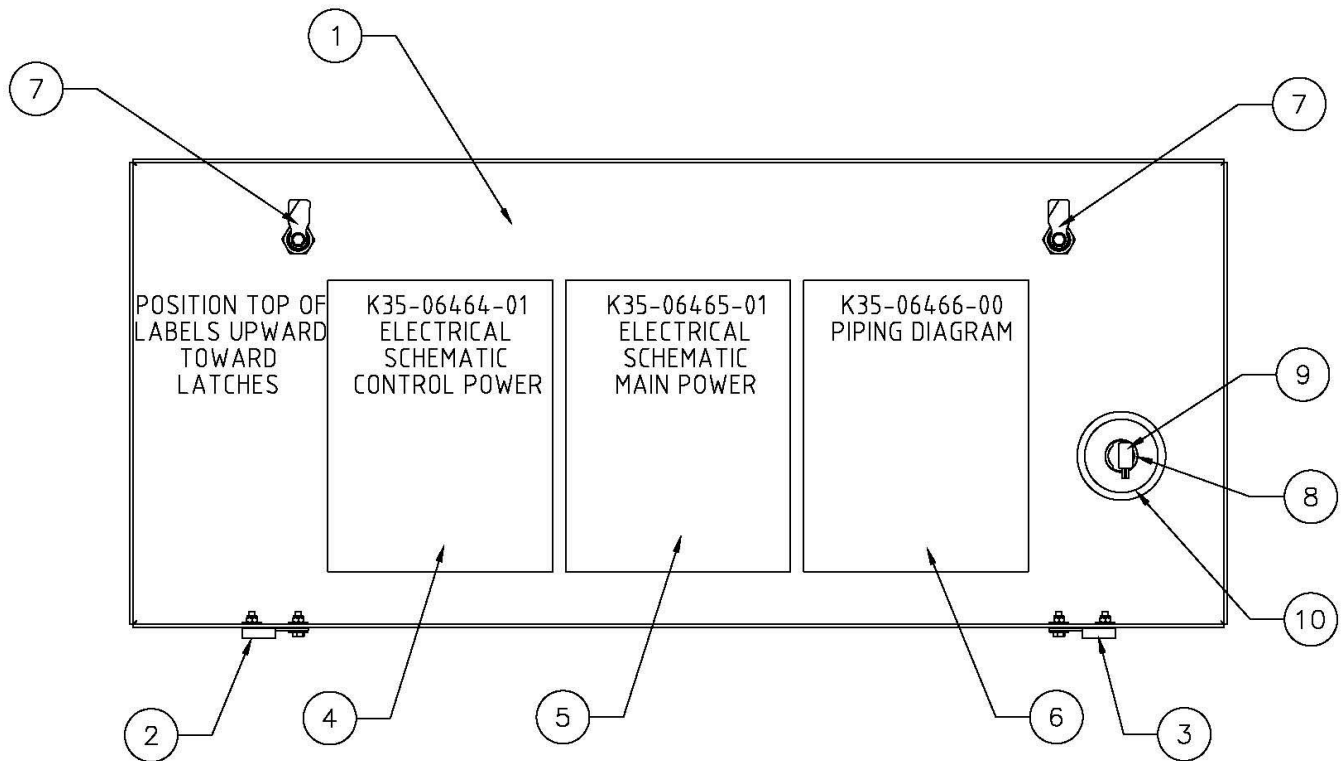 1
7
7
POSITION TOP OF
LABELS UPWARD
TOWARD
LATCHES
K35-06464-01
ELECTRICAL
SCHEMATIC
CONTROL POWER
K35-06465-01
ELECTRICAL
SCHEMATIC
MAIN POWER
K35-06466-00
PIPING DIAGRAM
9
8
10
2
4
5
6
3